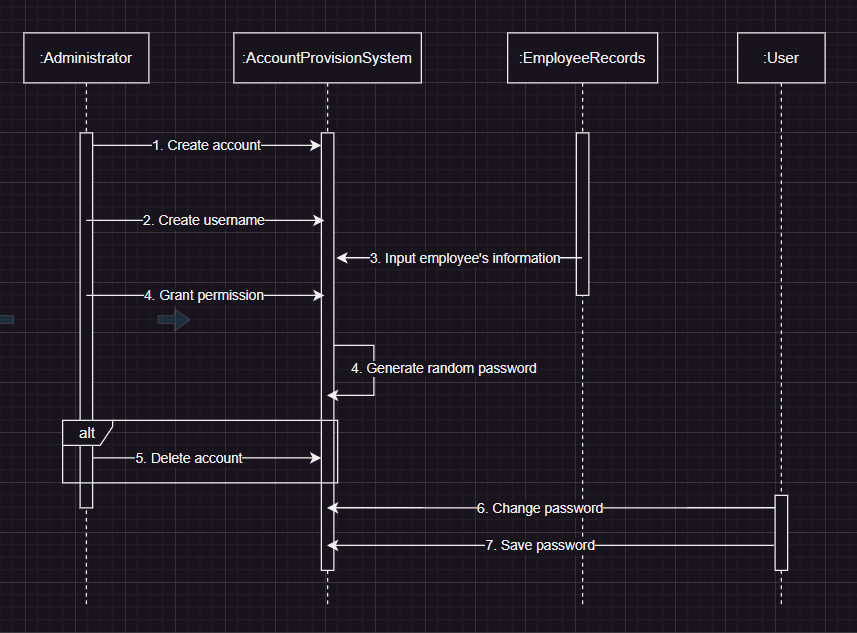 :Administrator
:AccountProvisionSystem
:EmployeeRecords
:User
1. Create account
2. Create username
3. Input employee's information
4. Grant permission
4. Generate random password
alt
5. Delete account
6. Change password
7. Save password